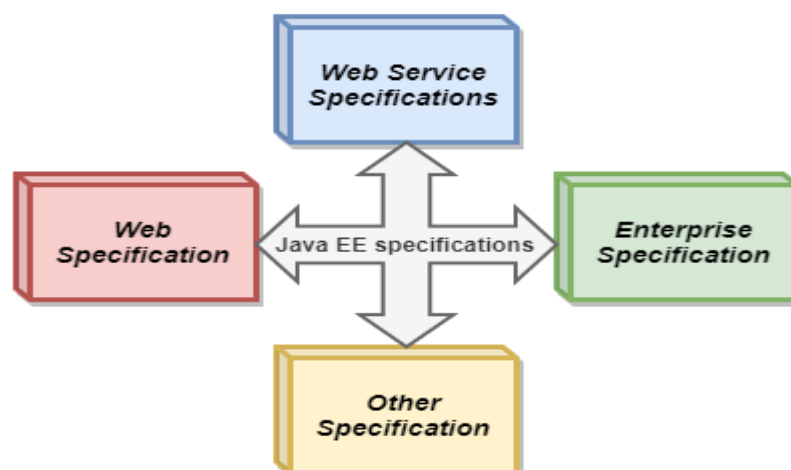 Web Service
Specifications
Web
Specification
Java EE specifications
Enterprise
Specification
Other
Specification